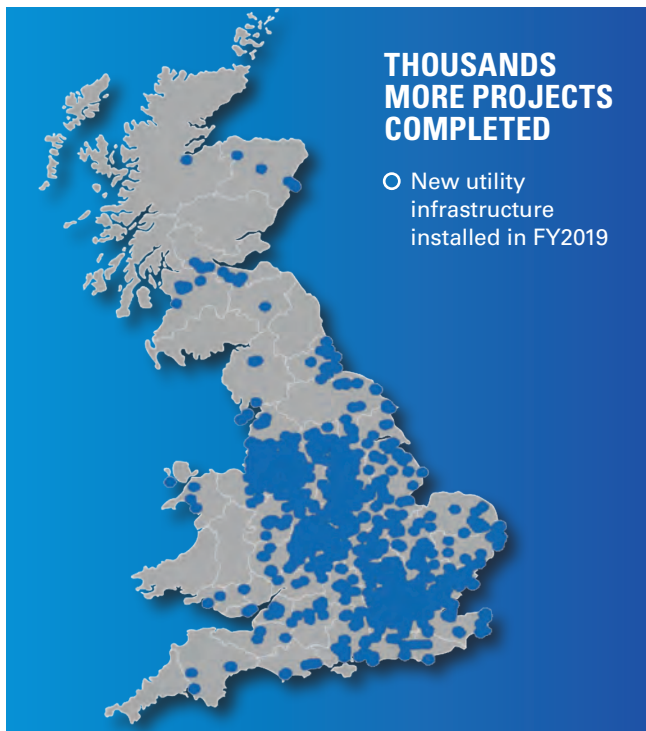 THOUSANDS
MORE PROJECTS
COMPLETED
New utility
infrastructure
installed in FY2019